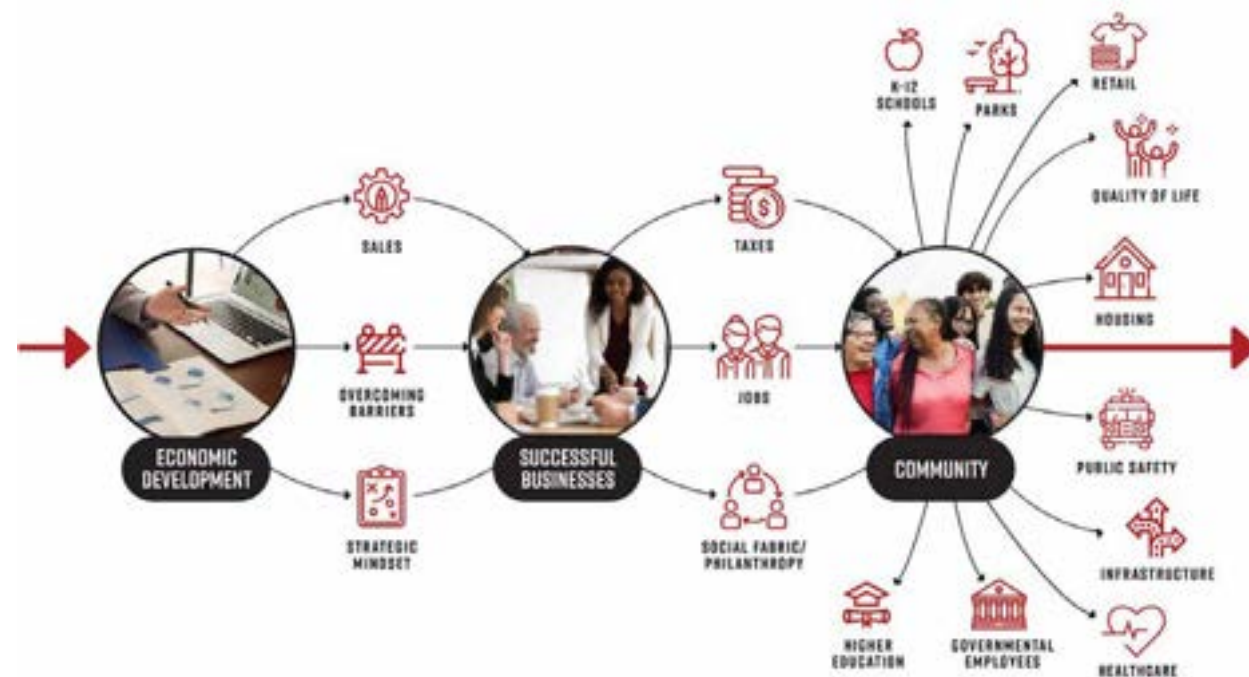 K-12
SCHOOLS
PARKS
RETAIL
QUALITY OF LIFE
SALES
TAXES
HOUSING
OVERCOMING
BARRIERS
JOBS
ECONOMIC
DEVELOPMENT
SUCCESSFUL
BUSINESSES
COMMUNITY
PUBLIC SAFETY
STRATEGIC
MINDSET
SOCIAL FABRIC/
PHILANTHROPY
INFRASTRUCTURE
HIGHER
EDUCATION
GOVERNMENTAL
EMPLOYEES
HEALTHCARE